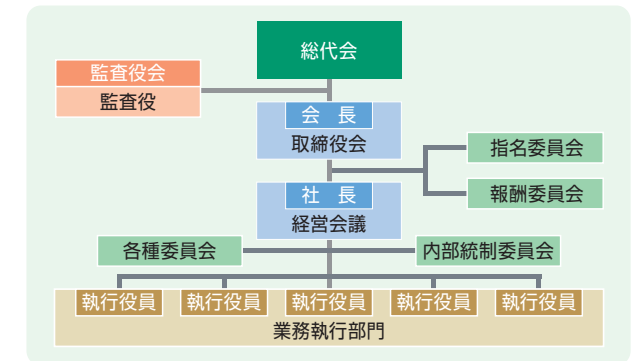 総代会
監査役会
監査役
会　長
取締役会
指名委員会
報酬委員会
社　長
経営会議
各種委員会
内部統制委員会
執行役員
執行役員
執行役員
執行役員
執行役員
業務執行部門